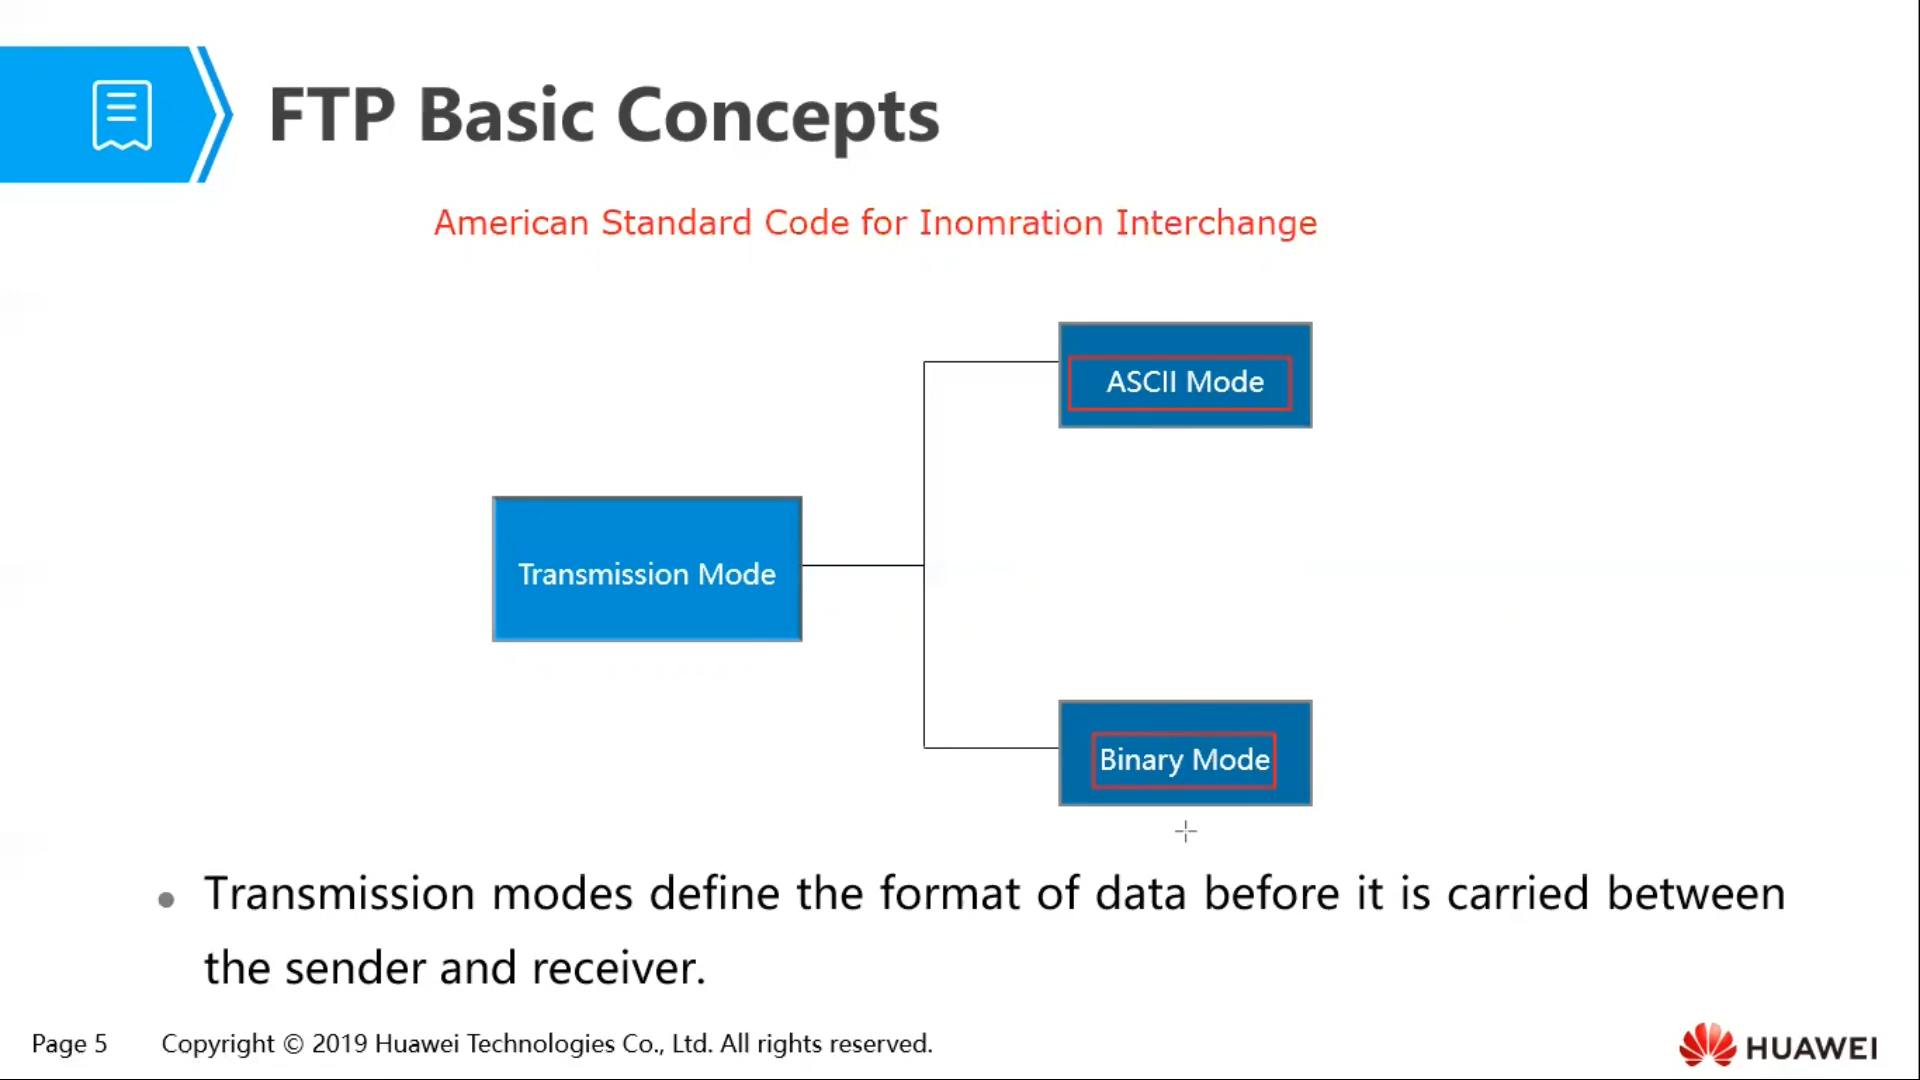 FTP Basic Concepts
American Standard Code for Inomration Interchange
ASCII Mode
Transmission Mode
Binary Mode
Transmission modes define the format of data before it is carried between
the sender and receiver.
Page 5 Copyright © 2019 Huawei Technologies Co., Ltd. All rights reserved.
HUAWEI